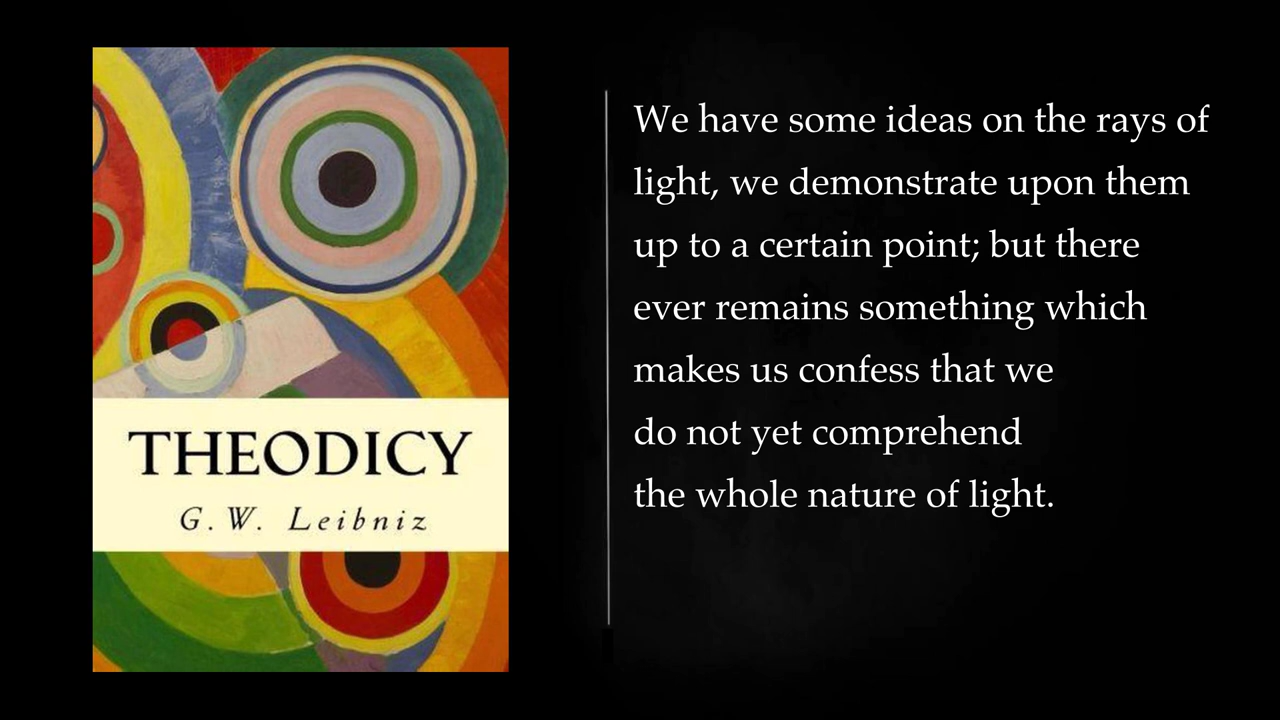 THEODICY
G. W. Leibniz
We have some ideas on the rays of
light, we demonstrate upon them
up to a certain point; but there
ever remains something which
makes us confess that we
do not yet comprehend
the whole nature of light.